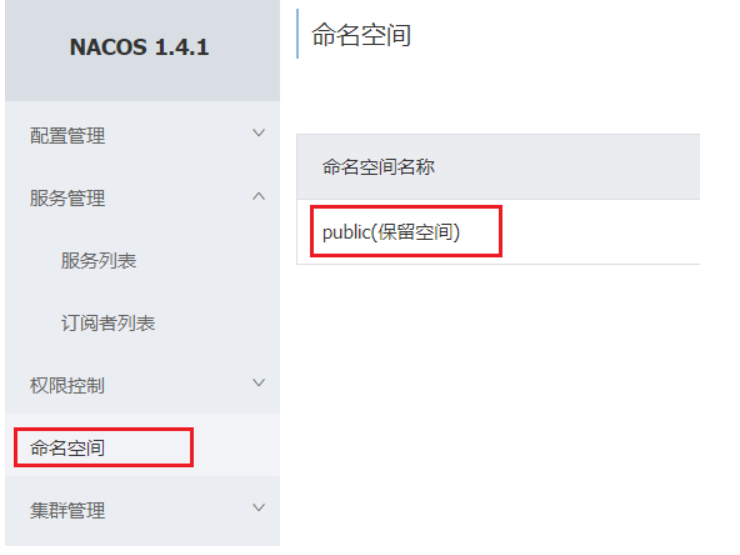 NACOS 1.4.1
配置管理
服务管理
服务列表
订阅者列表
权限控制
命名空间
集群管理
命名空间
命名空间名称
public(保留空间)